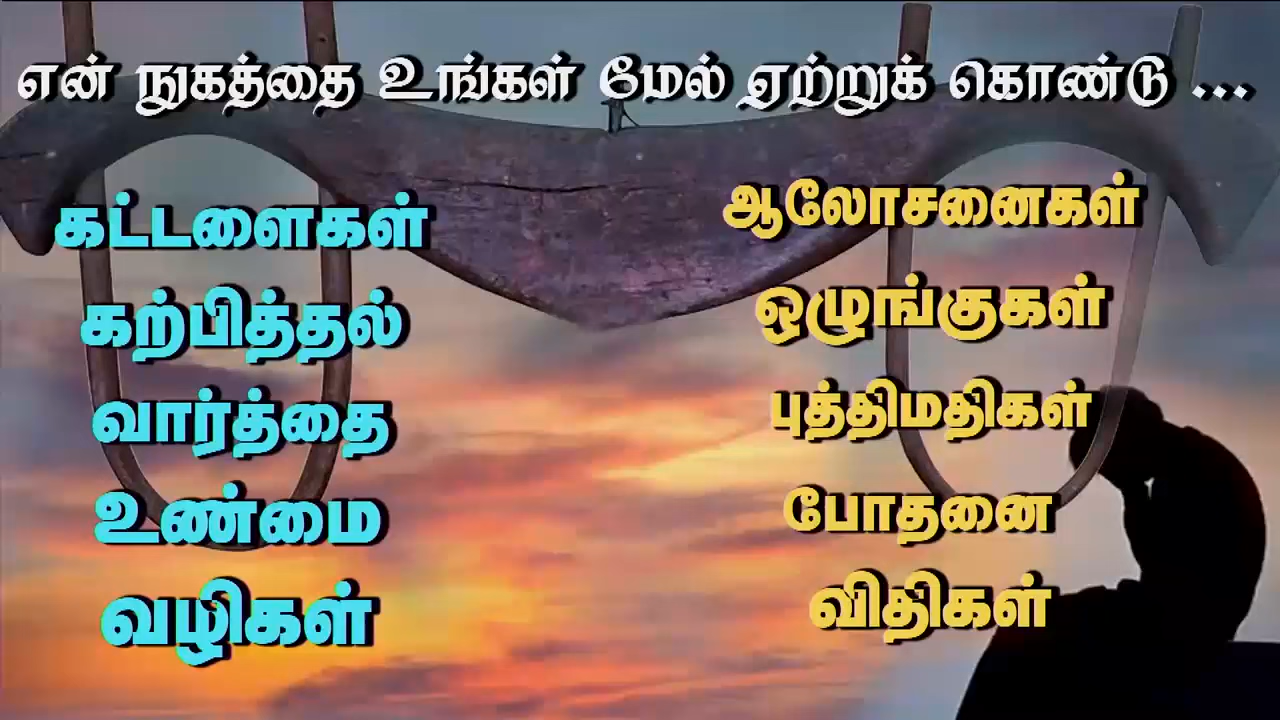 என் நுகத்தை உங்கள் மேல் ஏற்றுக் கொண்டு ...
கட்டளைகள்
கற்பித்தல்
வார்த்தை
உண்மை
வழிகள்
ஆலோசனைகள்
ஒழுங்குகள்
புத்திமதிகள்
போதனை
விதிகள்